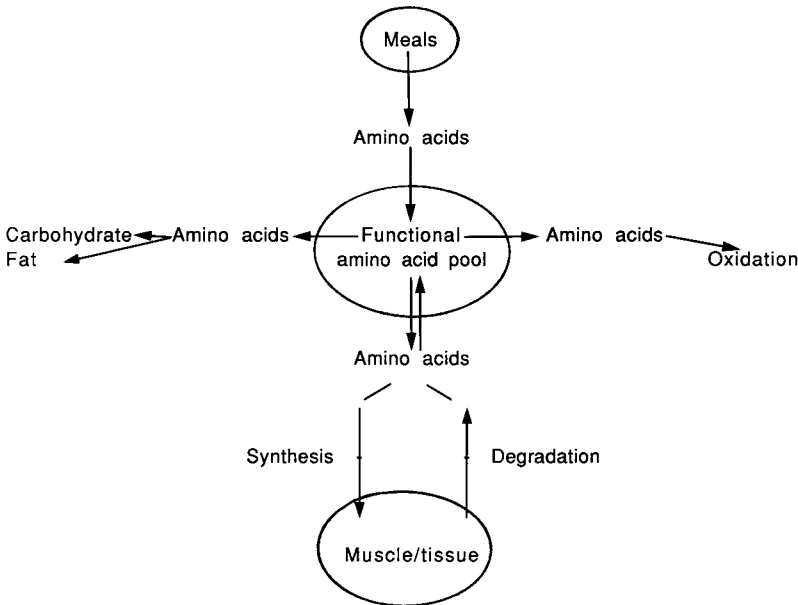 Meals
Amino acids
Carbohydrate
Fat
Amino acids
Functional
amino acid pool
Amino acids
Oxidation
Amino acids
Synthesis
Degradation
Muscle/tissue